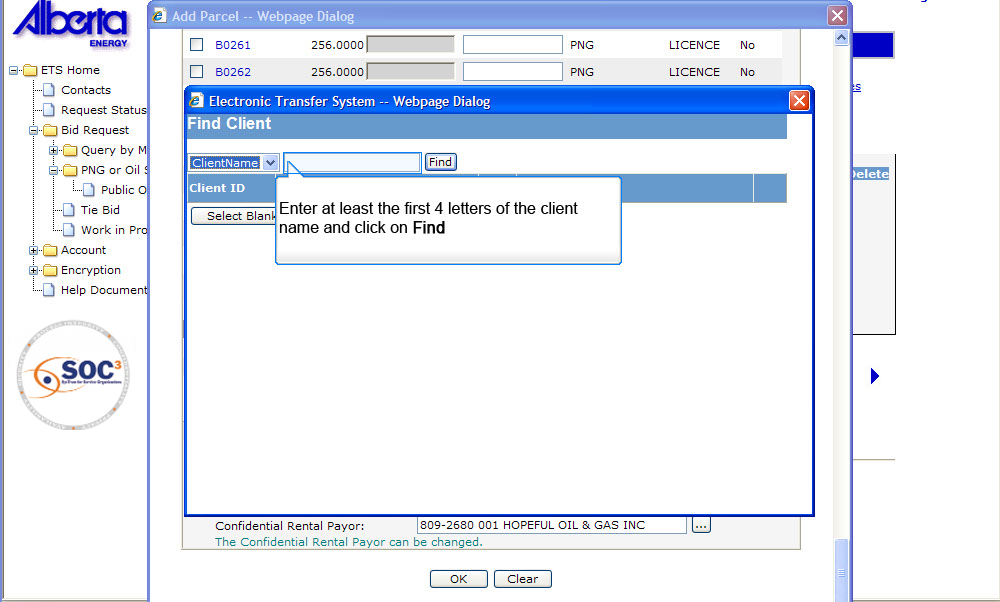 Alberta
ENERGY
ETS Home
Contacts
Request Status
Bid Request
Query by M
PNG or Oil S
Public O
Tie Bid
Work in Pro
Account
Encryption
Help Document
SOC3
SysTrust for Service Organizations
Add Parcel -- Webpage Dialog
B0261 256.0000 PNG LICENCE No
B0262 256.0000 PNG LICENCE No
Electronic Transfer System -- Webpage Dialog
Find Client
ClientName Find
Client ID
Select Blank
Enter at least the first 4 letters of the client
name and click on Find
Confidential Rental Payor: 809-2680 001 HOPEFUL OIL & GAS INC ...
The Confidential Rental Payor can be changed.
OK Clear
es
Delete